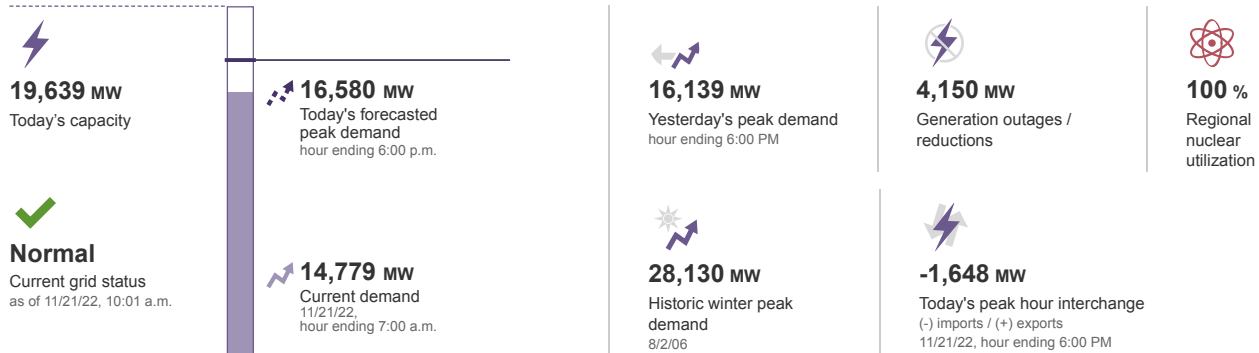 19,639 MW
Today's capacity
Normal
Current grid status
as of 11/21/22, 10:01 a.m.
16,580 MW
Today's forecasted
peak demand
hour ending 6:00 p.m.
14,779 MW
Current demand
11/21/22,
hour ending 7:00 a.m.
16,139 MW
Yesterday's peak demand
hour ending 6:00 PM
4,150 MW
Generation outages /
reductions
100 %
Regional
nuclear
utilization
28,130 MW
Historic winter peak
demand
8/2/06
-1,648 MW
Today's peak hour interchange
(-) imports / (+) exports
11/21/22, hour ending 6:00 PM